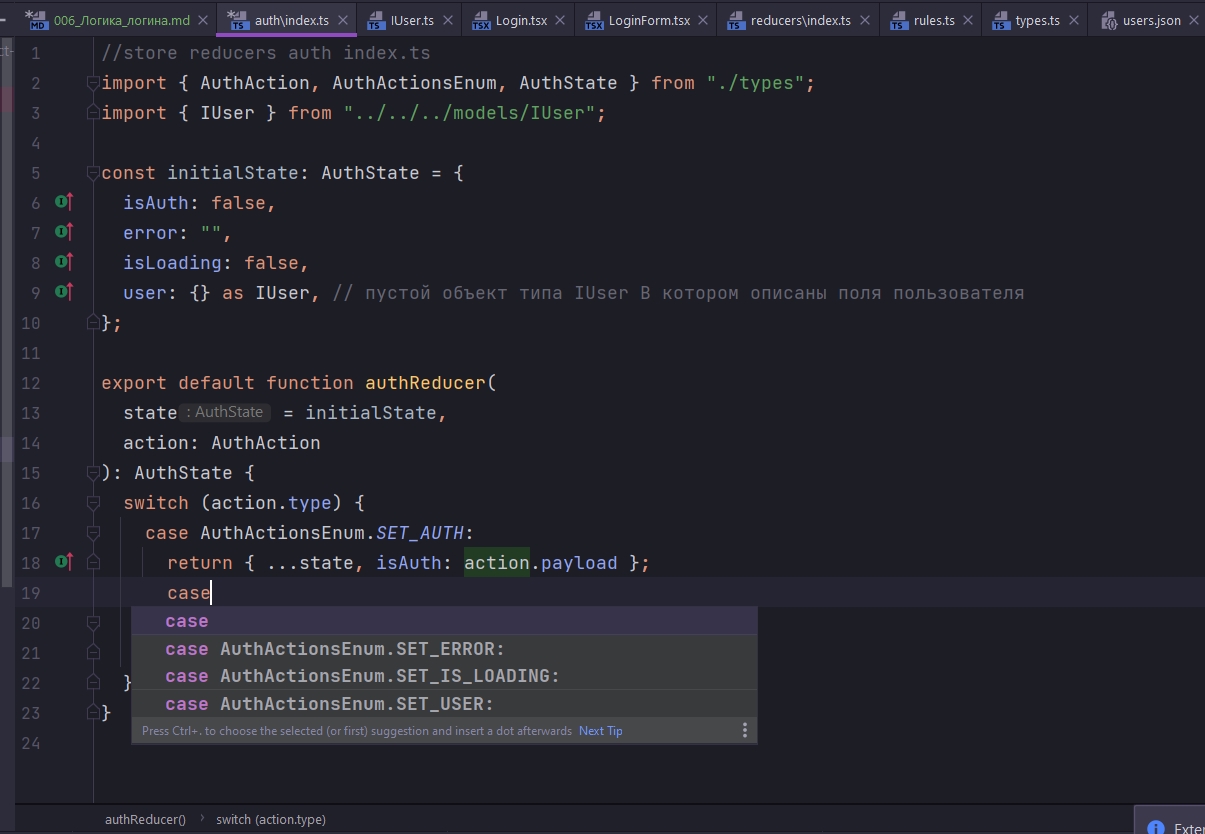 006_Логика_логина.md auth\index.ts IUser.ts Login.tsx LoginForm.tsx reducers\index.ts rules.ts types.ts users.json
1 //store reducers auth index.ts
2 import { AuthAction, AuthActionsEnum, AuthState } from "./types";
3 import { IUser } from "../../../models/IUser";
4
5 const initialState: AuthState = {
6 isAuth: false,
7 error: "",
8 isLoading: false,
9 user: {} as IUser, // пустой объект типа IUser В котором описаны поля пользователя
10 };
11
12 export default function authReducer(
13 state : AuthState = initialState,
14 action: AuthAction
15 ): AuthState {
16 switch (action.type) {
17 case AuthActionsEnum.SET_AUTH:
18 return { ...state, isAuth: action.payload };
19 case
20 case
21 case AuthActionsEnum.SET_ERROR:
case AuthActionsEnum.SET_IS_LOADING:
22 } case AuthActionsEnum.SET_USER:
23 }
Press Ctrl+. to choose the selected (or first) suggestion and insert a dot afterwards Next Tip
24
authReducer() › switch (action.type)